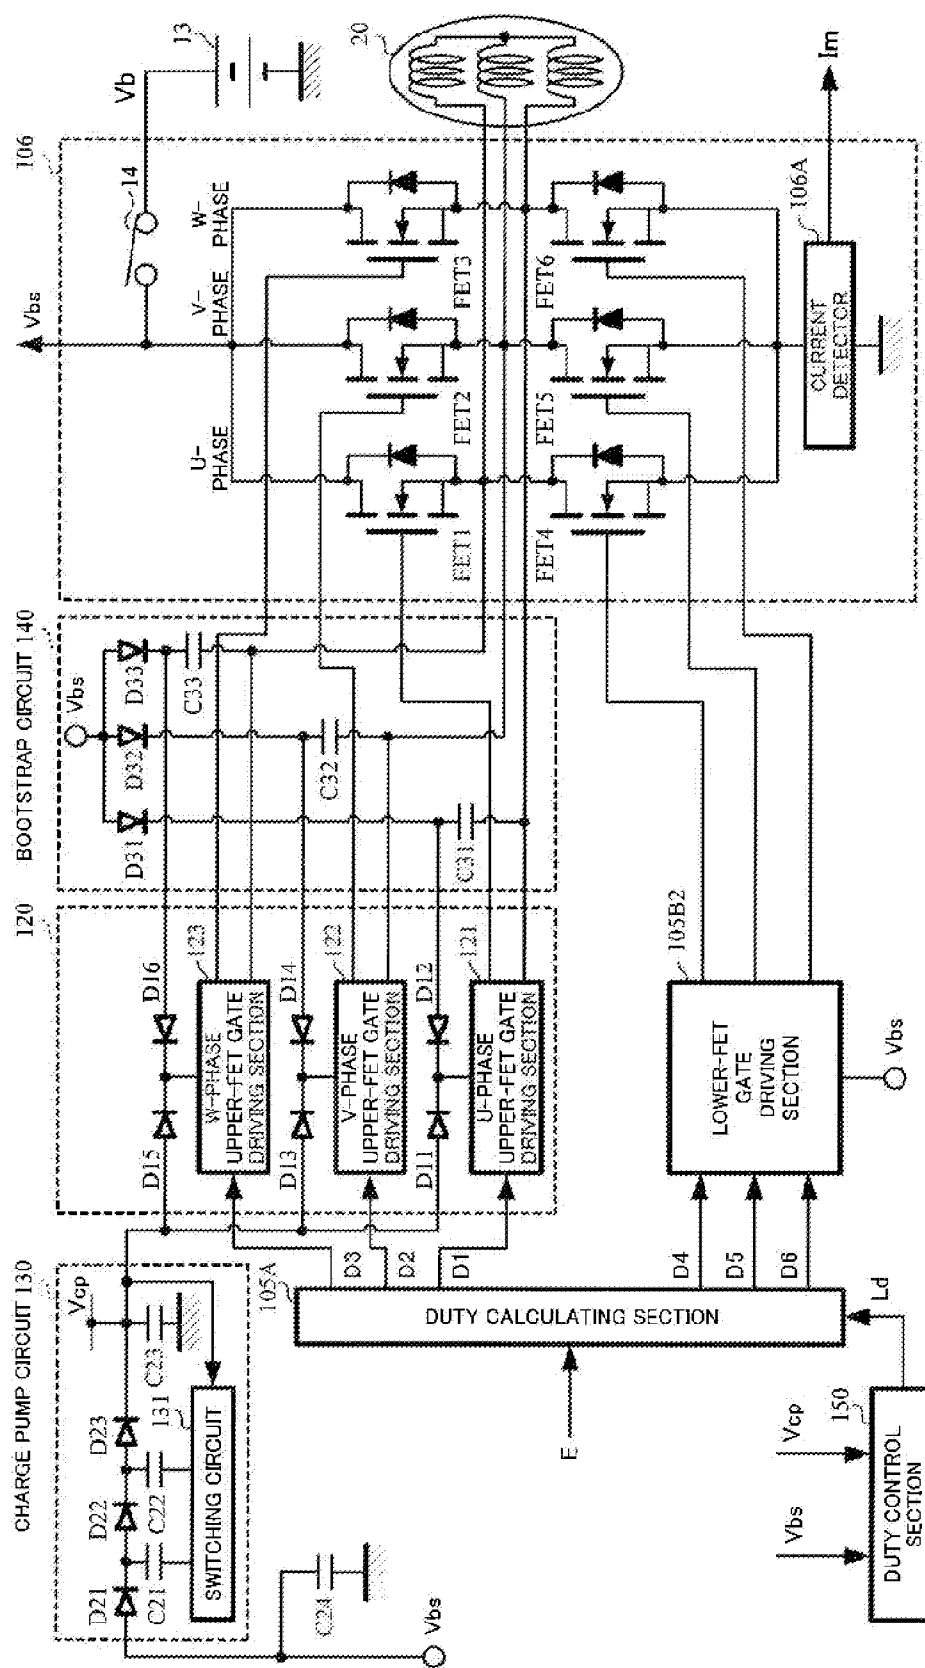 CHARGE PUMP CIRCUIT 130
Vcp
D21
D22
D23
C21
C22
C23
131
SWITCHING CIRCUIT
C24
Vbs
120
D15
D16
123
W-PHASE
UPPER-FET GATE
DRIVING SECTION
D13
D14
122
V-PHASE
UPPER-FET GATE
DRIVING SECTION
D11
D12
121
U-PHASE
UPPER-FET GATE
DRIVING SECTION
BOOTSTRAP CIRCUIT 140
Vbs
D31
D32
D33
C33
C32
C31
106
Vbs
14
Vb
13
U-
PHASE
V-
PHASE
W-
PHASE
FET1
FET2
FET3
20
FET4
FET5
FET6
106A
CURRENT
DETECTOR
Im
105A
DUTY CALCULATING SECTION
D3
D2
D1
D4
D5
D6
E
Ld
105B2
LOWER-FET
GATE
DRIVING
SECTION
Vbs
Vbs
Vcp
150
DUTY CONTROL
SECTION